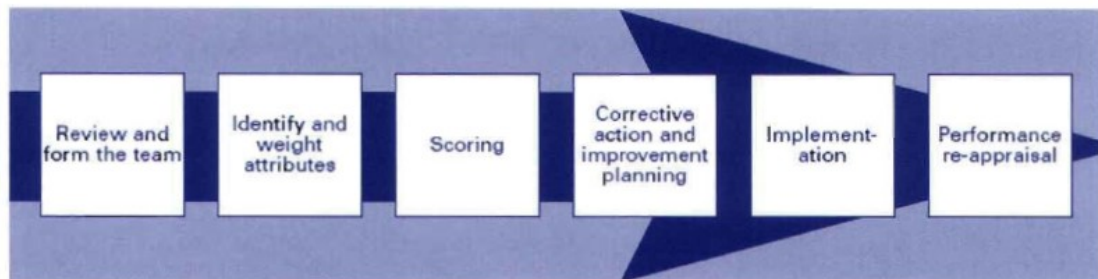 Review and
form the team
Identify and
weight
attributes
Scoring
Corrective
action and
improvement
planning
Implement-
ation
Performance
re-appraisal